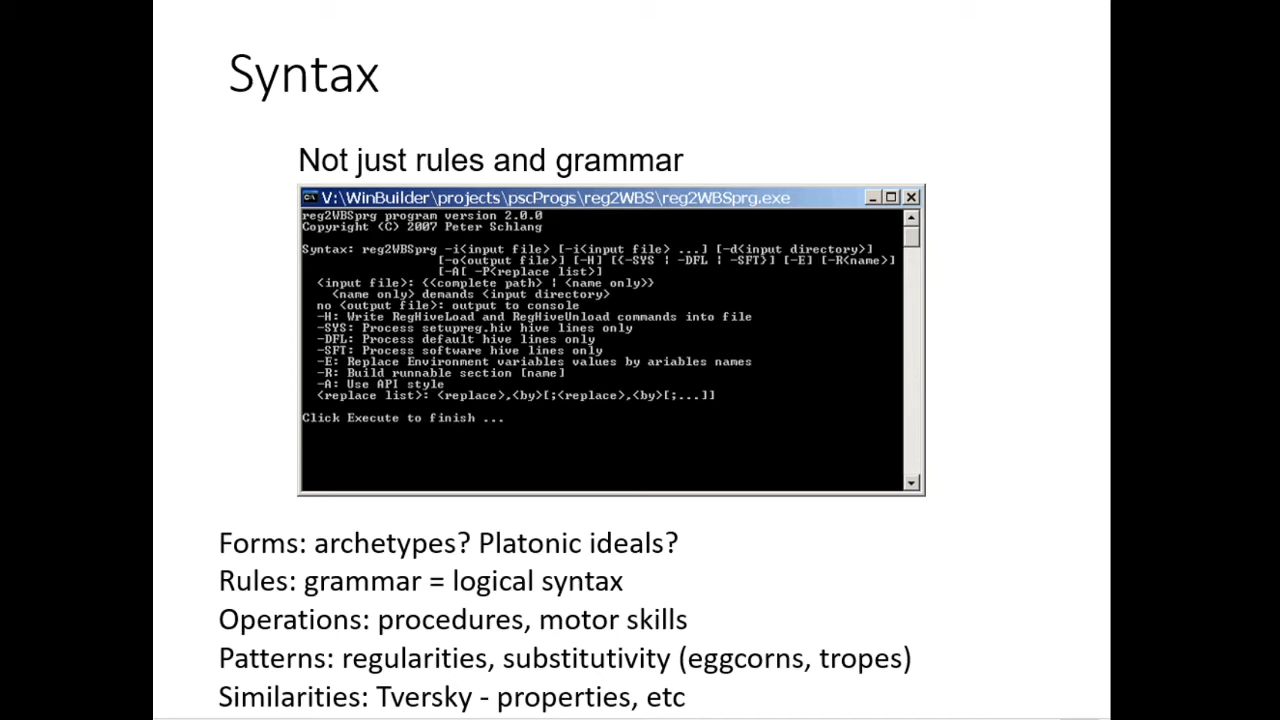 Syntax
Not just rules and grammar
V:\WinBuilder\projects\pscProgs\reg2WBS\reg2WBSprg.exe
reg2WBSprg program version 2.0.0
Copyright (C) 2007 Peter Schlang
Syntax: reg2WBSprg -i<input file> [-i<input file> ...] [-d<input directory>]
[-o<output file>] [-H] [{-SYS | -DFL | -SFT}] [-E] [-R<name>]
[-A[ -P<replace list>]
<input file>: {<complete path> | <name only>}
<name only> demands <input directory>
no <output file>: output to console
-H: Write RegHiveLoad and RegHiveUnload commands into file
-SYS: Process setupreg.hiv hive lines only
-DFL: Process default hive lines only
-SFT: Process software hive lines only
-E: Replace Environment variables values by ariables names
-R: Build runnable section [name]
-A: Use API style
<replace list>: <replace>,<by>[;<replace>,<by>[;...]]
Click Execute to finish ...
Forms: archetypes? Platonic ideals?
Rules: grammar = logical syntax
Operations: procedures, motor skills
Patterns: regularities, substitutivity (eggcorns, tropes)
Similarities: Tversky - properties, etc